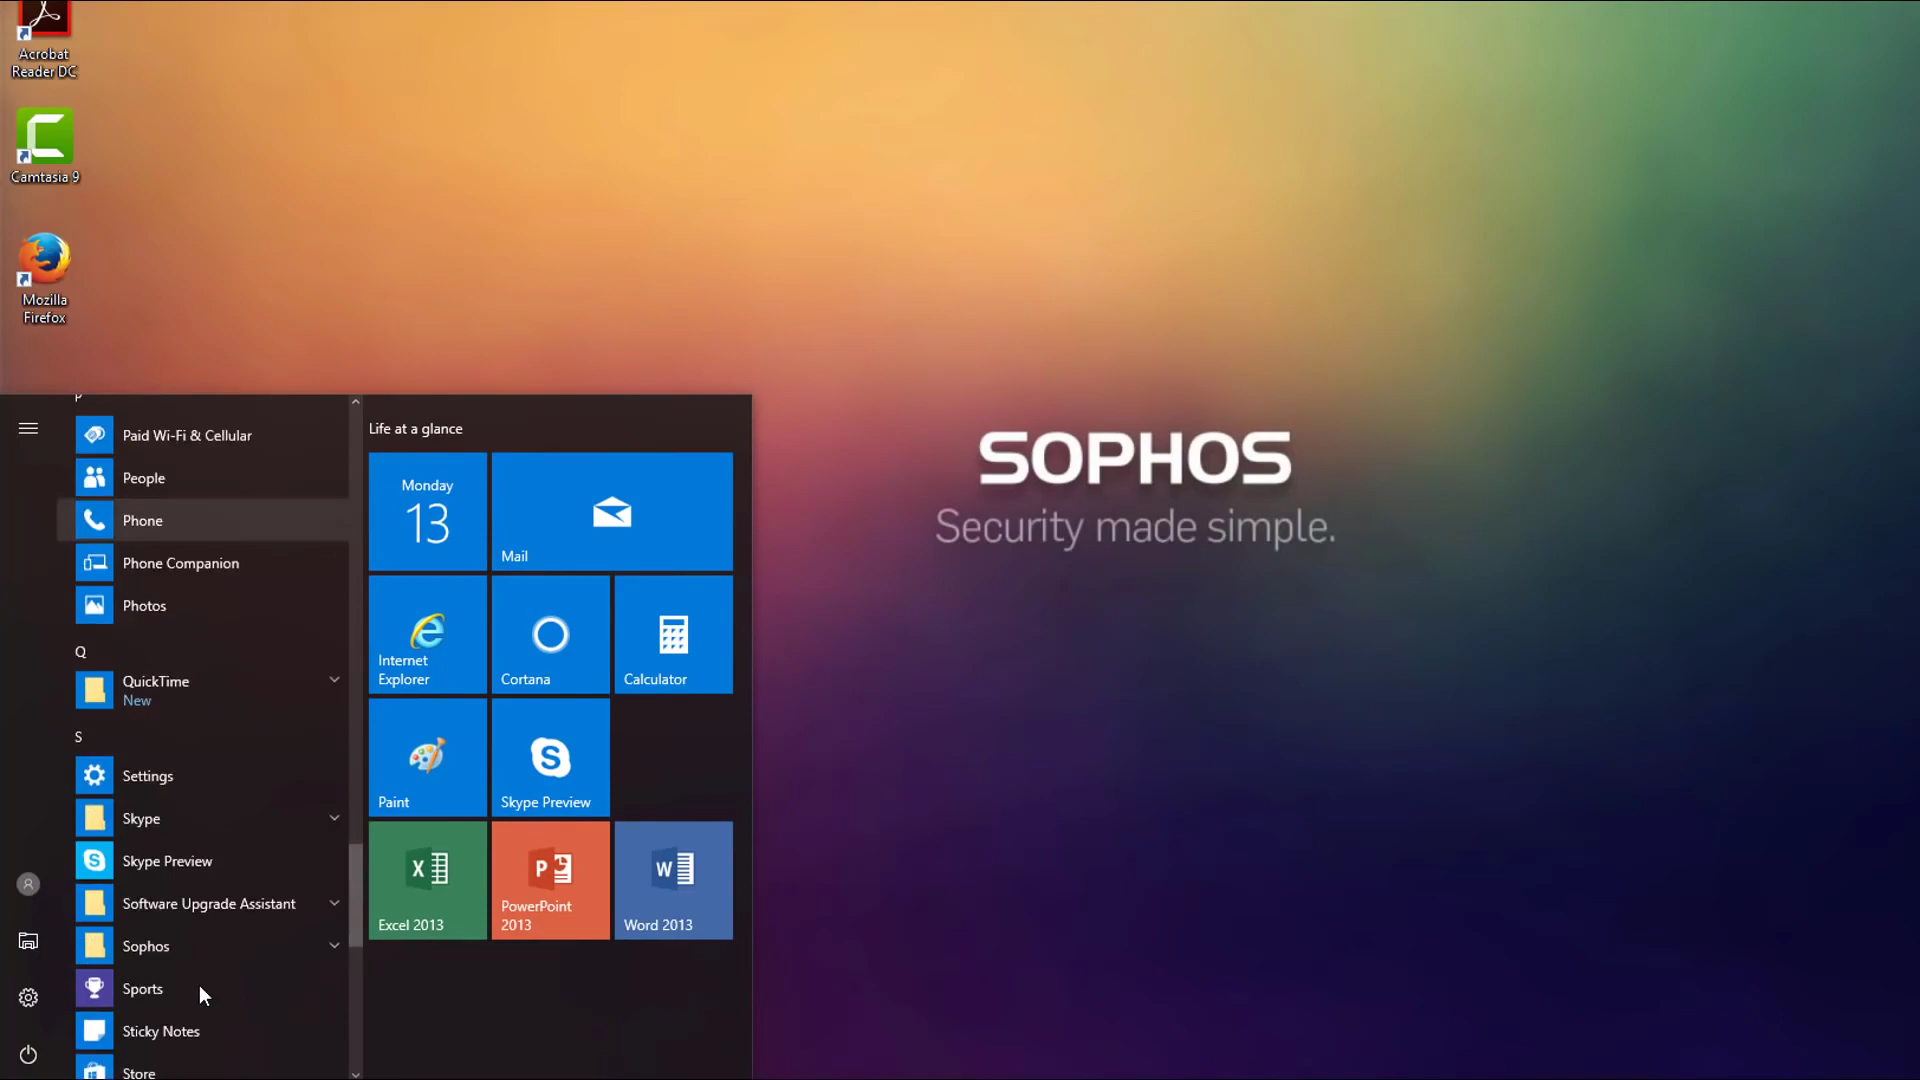 Acrobat
Reader DC
Camtasia 9
Mozilla
Firefox
P
Paid Wi-Fi & Cellular
People
Phone
Phone Companion
Photos
Q
QuickTime
New
S
Settings
Skype
Skype Preview
Software Upgrade Assistant
Sophos
Sports
Sticky Notes
Store
Life at a glance
Monday
13
Mail
Internet
Explorer
Cortana
Calculator
Paint
Skype Preview
Excel 2013
PowerPoint
2013
Word 2013
SOPHOS
Security made simple.